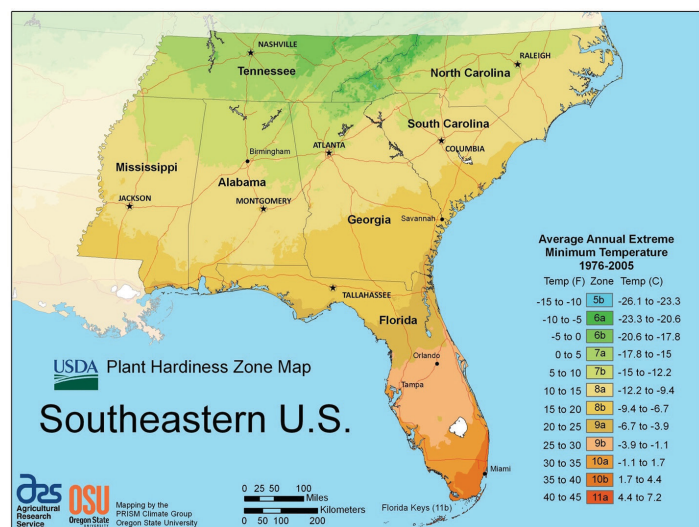 NASHVILLE
Tennessee
North Carolina
RALEIGH
South Carolina
Birmingham
ATLANTA
COLUMBIA
Mississippi
Alabama
JACKSON
MONTGOMERY
Georgia
Savannah
TALLAHASSEE
Florida
Orlando
Tampa
Miami
Florida Keys (11b)
Average Annual Extreme
Minimum Temperature
1976-2005
Temp (F) Zone Temp (C)
-15 to -10 5b -26.1 to -23.3
-10 to -5 6a -23.3 to -20.6
-5 to 0 6b -20.6 to -17.8
0 to 5 7a -17.8 to -15
5 to 10 7b -15 to -12.2
10 to 15 8a -12.2 to -9.4
15 to 20 8b -9.4 to -6.7
20 to 25 9a -6.7 to -3.9
25 to 30 9b -3.9 to -1.1
30 to 35 10a -1.1 to 1.7
35 to 40 10b 1.7 to 4.4
40 to 45 11a 4.4 to 7.2
USDA Plant Hardiness Zone Map
Southeastern U.S.
ars
Agricultural
Research
Service
OSU
Oregon State
University
Mapping by the
PRISM Climate Group
Oregon State University
0 25 50 100
Miles
Kilometers
0 50 100 200